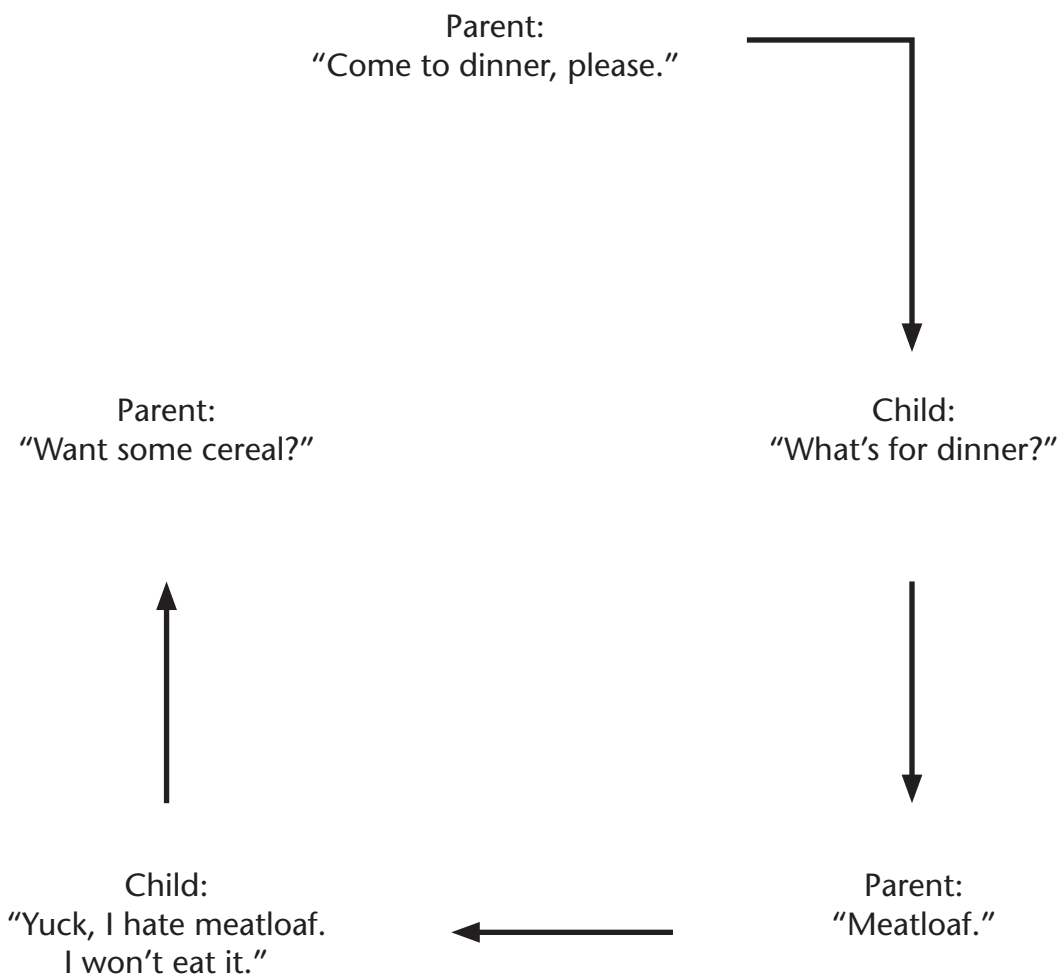 Parent:
“Come to dinner, please.”
Child:
“What’s for dinner?”
Parent:
“Meatloaf.”
Child:
“Yuck, I hate meatloaf.
I won’t eat it.”
Parent:
“Want some cereal?”